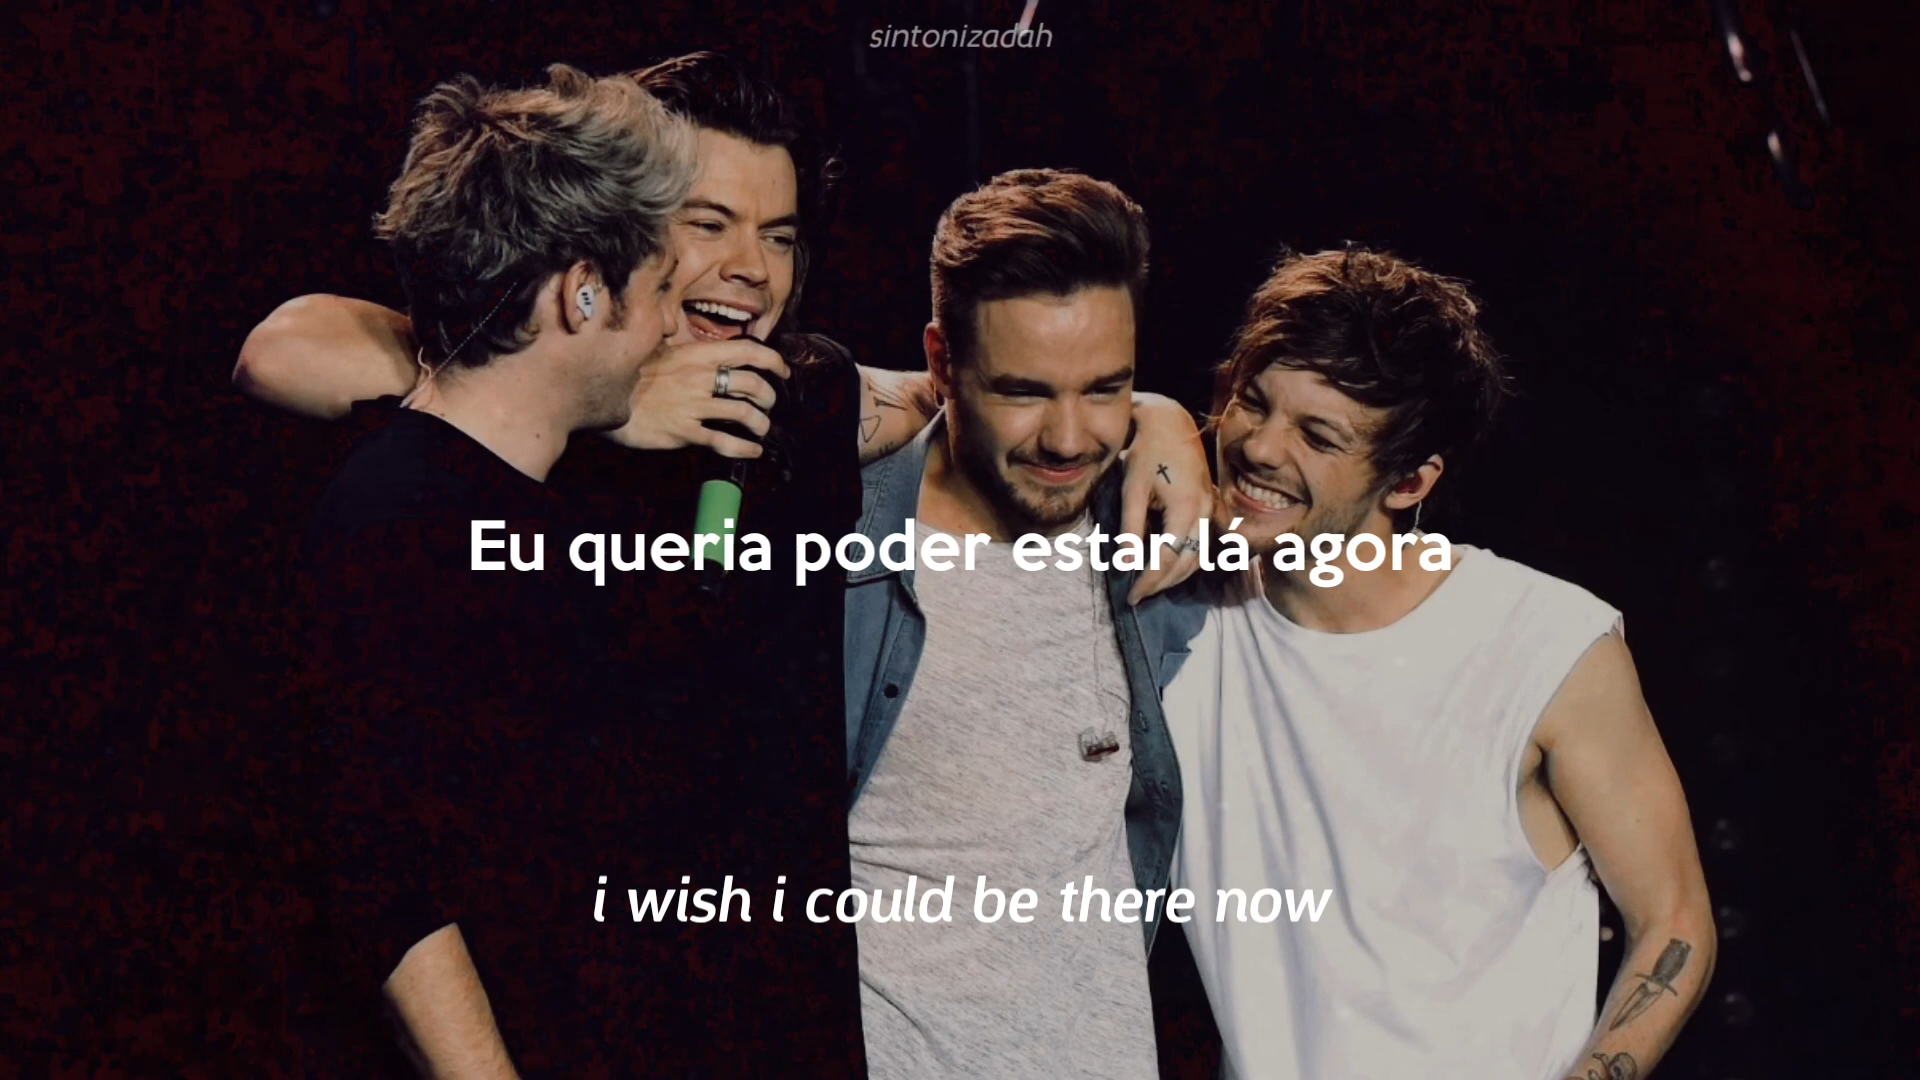 sintonizadah
Eu queria poder estar lá agora
i wish i could be there now